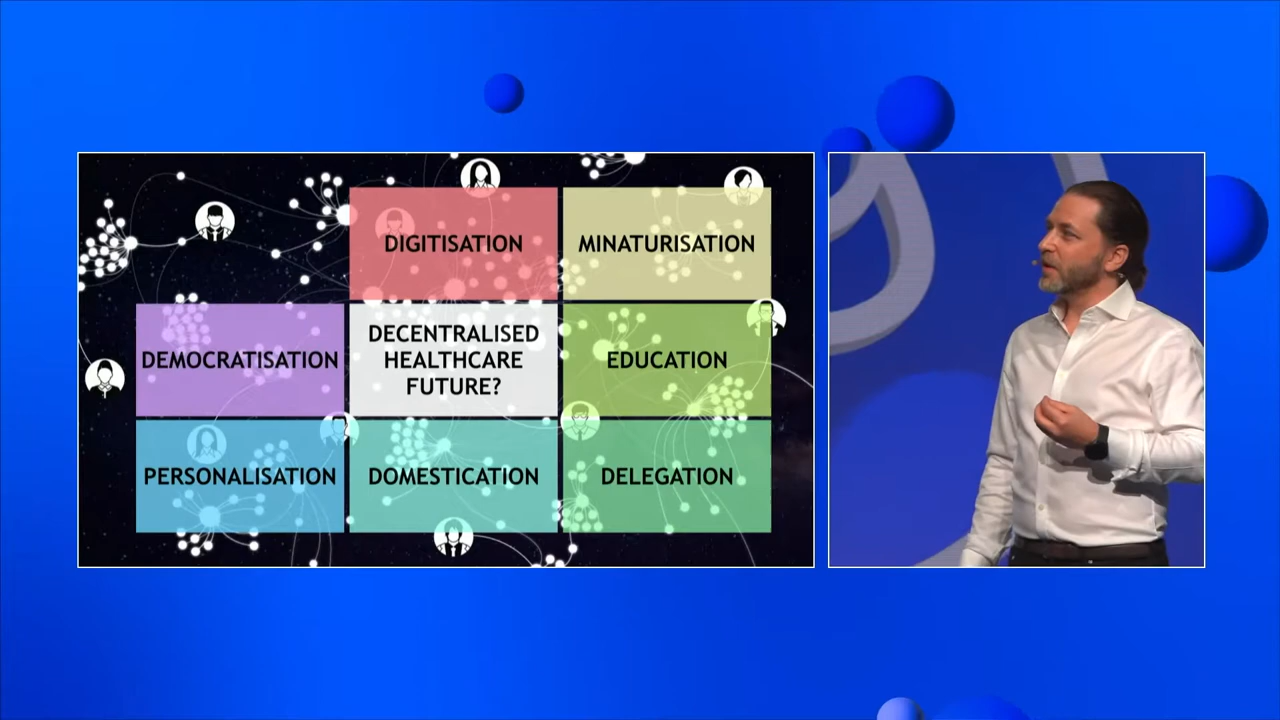 DIGITISATION
MINATURISATION
DEMOCRATISATION
DECENTRALISED
HEALTHCARE
FUTURE?
EDUCATION
PERSONALISATION
DOMESTICATION
DELEGATION